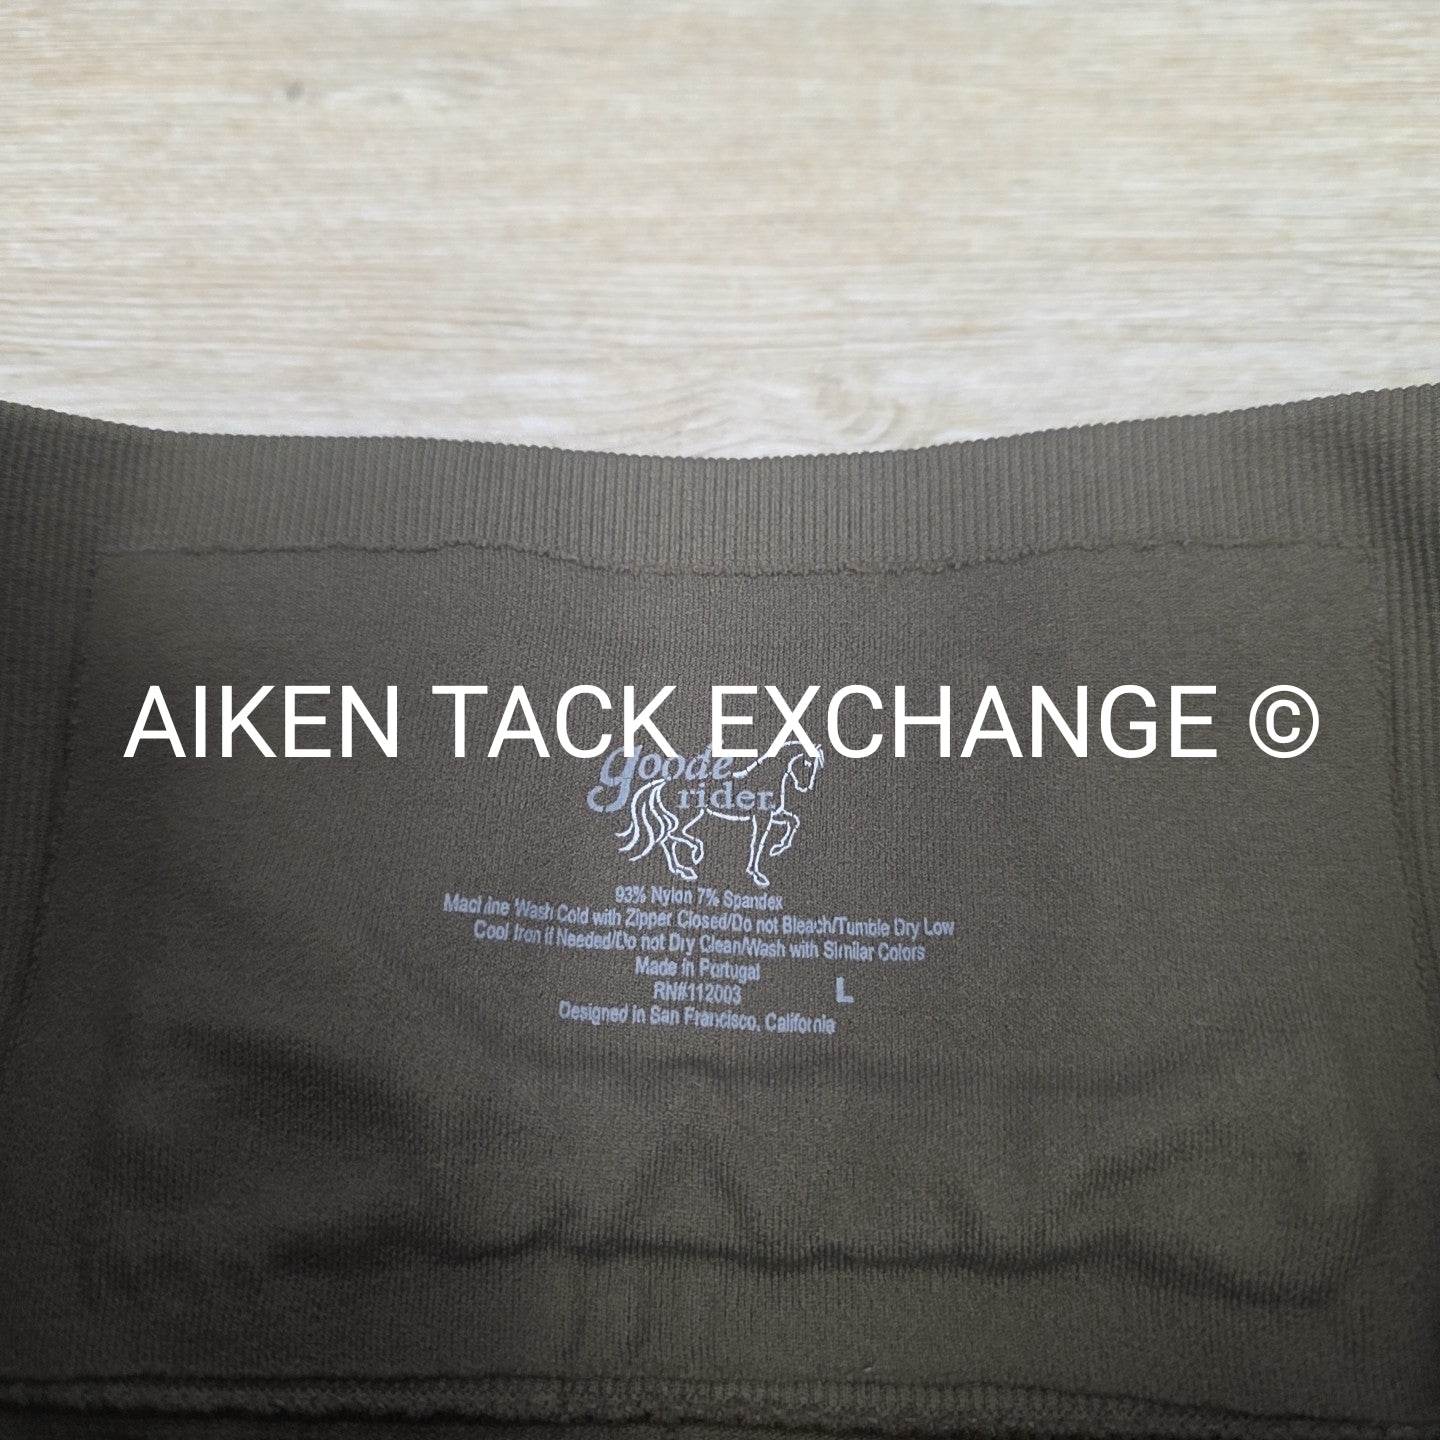 AIKEN TACK EXCHANGE ©
goode
rider
93% Nylon 7% Spandex
Machine Wash Cold with Zipper Closed/Do not Bleach/Tumble Dry Low
Cool Iron if Needed/Do not Dry Clean/Wash with Similar Colors
Made in Portugal
RN#112003 L
Designed in San Francisco, California